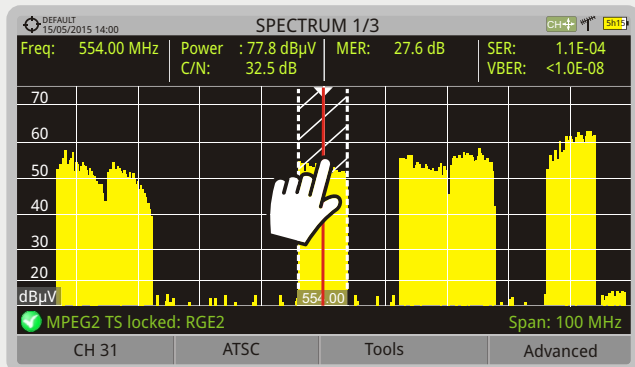 DEFAULT
15/05/2015 14:00
SPECTRUM 1/3
CH
5h15
Freq: 554.00 MHz Power : 77.8 dBµV MER: 27.6 dB SER: 1.1E-04
C/N: 32.5 dB VBER: <1.0E-08
70
60
50
40
30
20
dBµV
554.00
MPEG2 TS locked: RGE2 Span: 100 MHz
CH 31 ATSC Tools Advanced